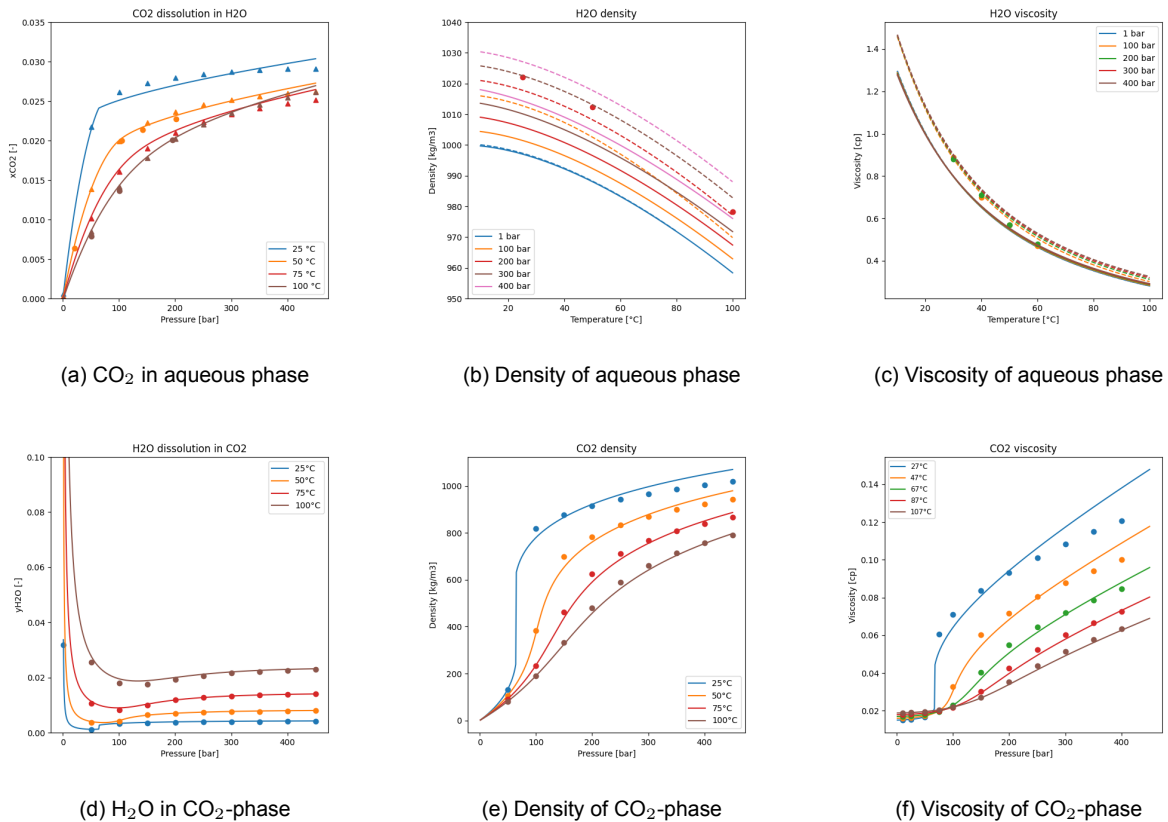 CO2 dissolution in H2O
xCO2 [-]
0.035
0.030
0.025
0.020
0.015
0.010
0.005
0.000
0 100 200 300 400
Pressure [bar]
25 °C
50 °C
75 °C
100 °C
(a) CO₂ in aqueous phase
H2O density
Density [kg/m3]
1040
1030
1020
1010
1000
990
980
970
960
950
20 40 60 80 100
Temperature [°C]
1 bar
100 bar
200 bar
300 bar
400 bar
(b) Density of aqueous phase
H2O viscosity
Viscosity [cp]
1.4
1.2
1.0
0.8
0.6
0.4
20 40 60 80 100
Temperature [°C]
1 bar
100 bar
200 bar
300 bar
400 bar
(c) Viscosity of aqueous phase
H2O dissolution in CO2
yH2O [-]
0.10
0.08
0.06
0.04
0.02
0.00
0 100 200 300 400
Pressure [bar]
25°C
50°C
75°C
100°C
(d) H₂O in CO₂-phase
CO2 density
Density [kg/m3]
1000
800
600
400
200
0
0 100 200 300 400
Pressure [bar]
25°C
50°C
75°C
100°C
(e) Density of CO₂-phase
CO2 viscosity
Viscosity [cp]
0.14
0.12
0.10
0.08
0.06
0.04
0.02
0 100 200 300 400
Pressure [bar]
27°C
47°C
67°C
87°C
107°C
(f) Viscosity of CO₂-phase